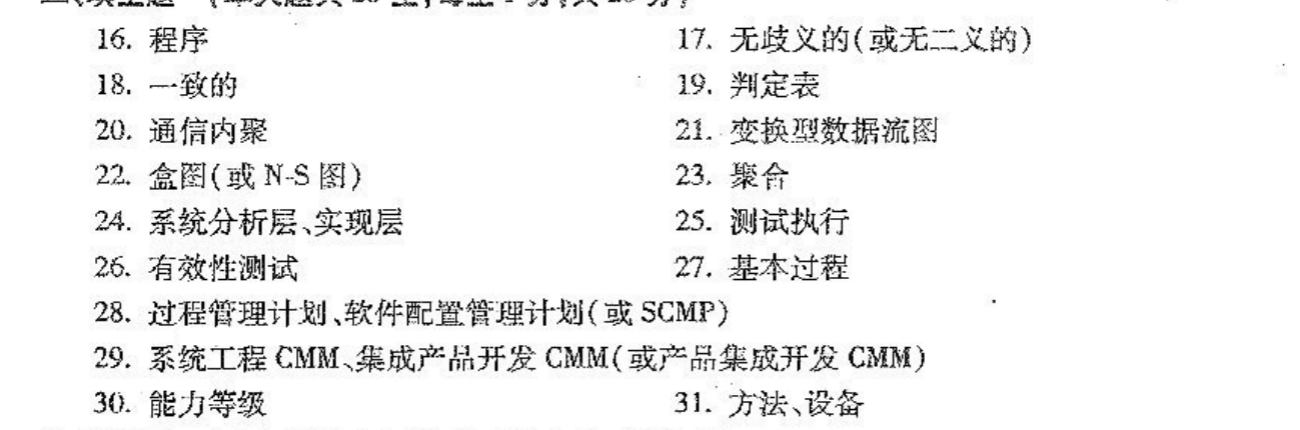 16. 程序 17. 无歧义的(或无二义的)
18. 一致的 19. 判定表
20. 通信内聚 21. 变换型数据流图
22. 盒图(或 N-S 图) 23. 聚合
24. 系统分析层、实现层 25. 测试执行
26. 有效性测试 27. 基本过程
28. 过程管理计划、软件配置管理计划(或 SCMP)
29. 系统工程 CMM、集成产品开发 CMM(或产品集成开发 CMM)
30. 能力等级 31. 方法、设备